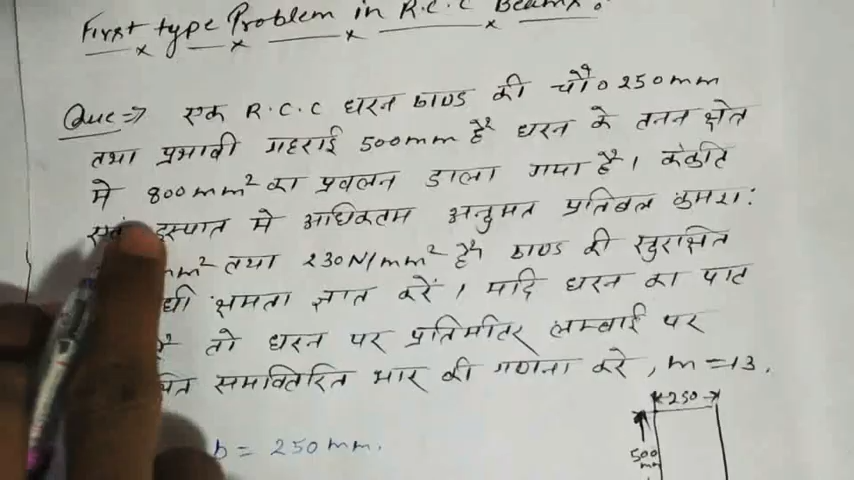 First type Problem in R.C.C Beams.
Que ⇒ एक R.C.C धरन काट की चौ० 250mm
तथा प्रभावी गहराई 500mm है धरन के तनन क्षेत्र
मे 800mm² का प्रबलन डाला गया है। कंक्रीट
इस्पात मे अधिकतम अनुमत प्रतिबल क्रमशः
mm² तथा 230N/mm² है काट की सुरक्षित
क्षमता ज्ञात करें। यदि धरन का पाट
तो धरन पर प्रतिमीटर लम्बाई पर
समवितरित भार की गणना करे, m = 13.
←250→
b = 250mm.
500
mm